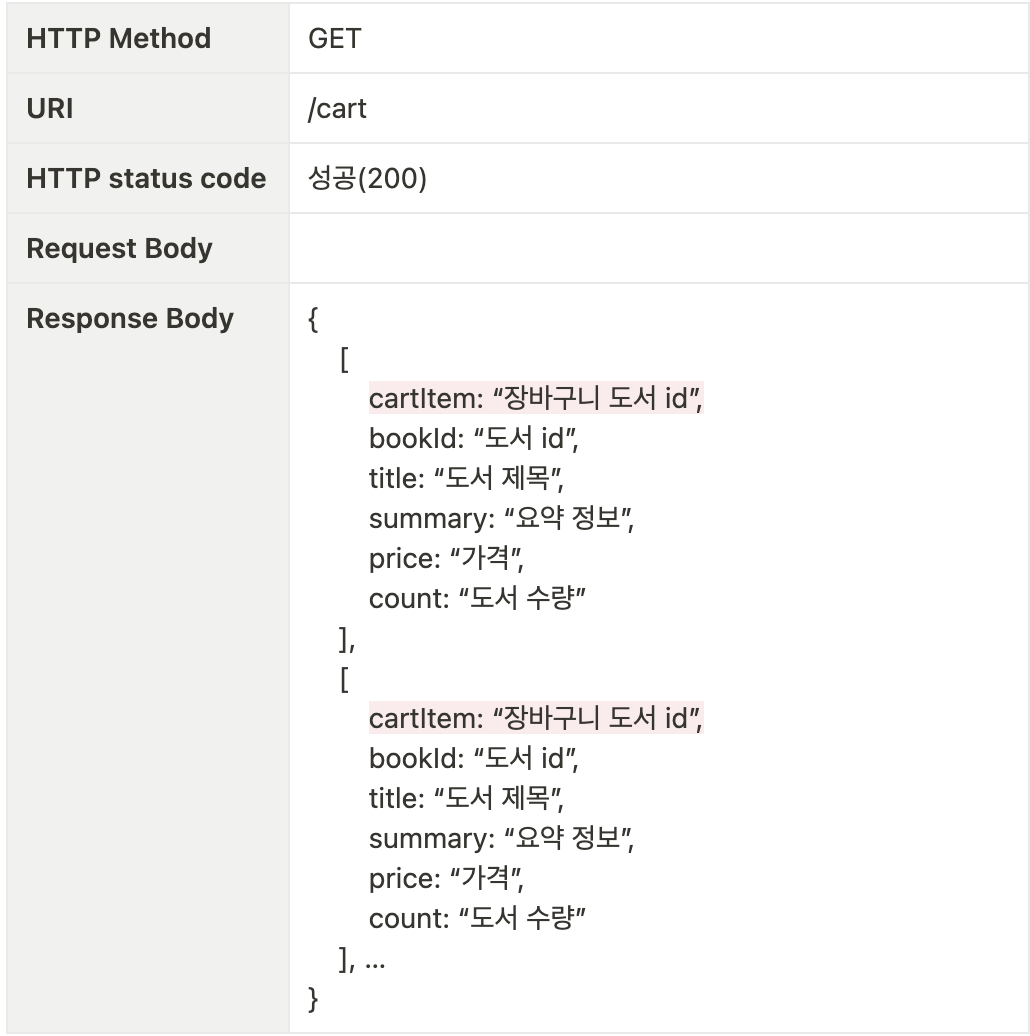 HTTP Method GET
URI /cart
HTTP status code 성공(200)
Request Body
Response Body {
[
cartItem: “장바구니 도서 id”,
bookId: “도서 id”,
title: “도서 제목”,
summary: “요약 정보”,
price: “가격”,
count: “도서 수량”
],
[
cartItem: “장바구니 도서 id”,
bookId: “도서 id”,
title: “도서 제목”,
summary: “요약 정보”,
price: “가격”,
count: “도서 수량”
], ...
}